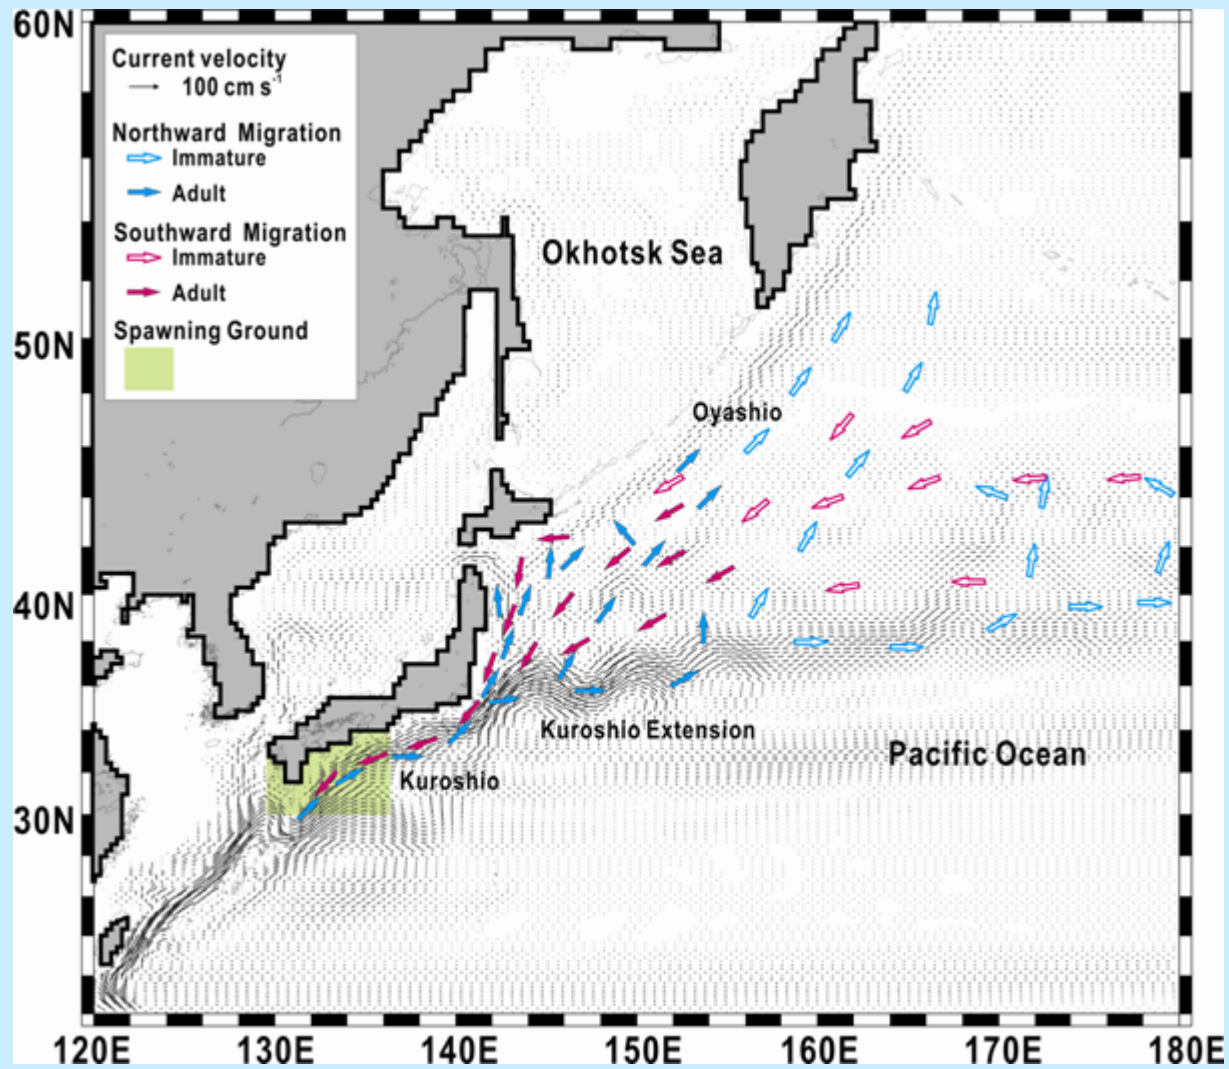 60N
Current velocity
100 cm s-1
Northward Migration
Immature
Adult
Southward Migration
Immature
Adult
Spawning Ground
Okhotsk Sea
50N
Oyashio
40N
Kuroshio Extension
Pacific Ocean
Kuroshio
30N
120E 130E 140E 150E 160E 170E 180E